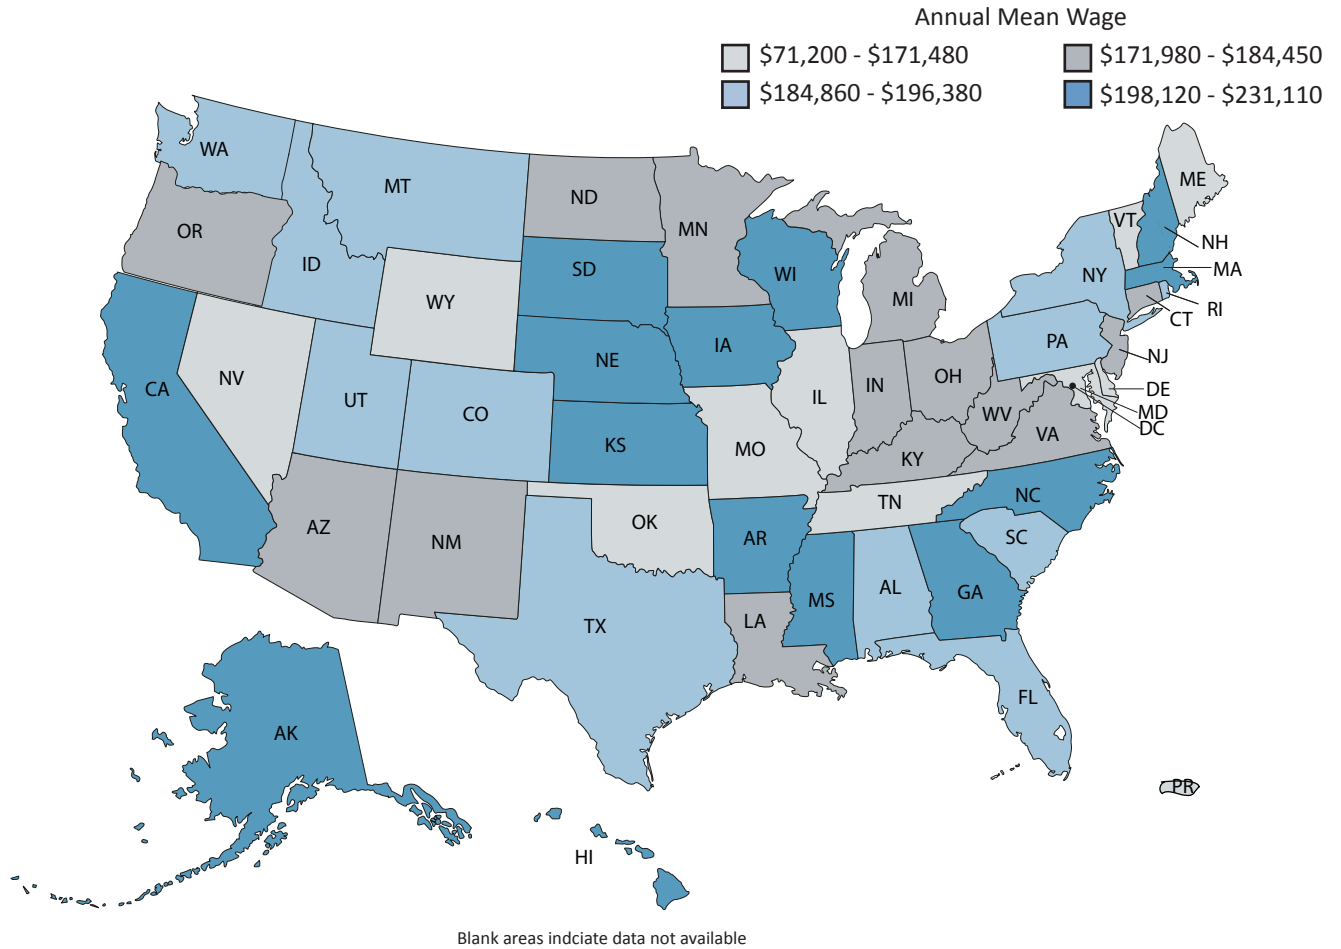 Annual Mean Wage
$71,200 - $171,480
$171,980 - $184,450
$184,860 - $196,380
$198,120 - $231,110
WA
MT
ND
MN
ME
VT
OR
ID
SD
WI
NH
MA
NY
MI
WY
RI
CT
PA
NJ
NE
IA
NV
CA
IN
OH
DE
IL
UT
CO
MD
WV
DC
VA
KS
MO
KY
NC
TN
OK
AZ
NM
AR
SC
AL
GA
MS
LA
TX
FL
AK
PR
HI
Blank areas indciate data not available